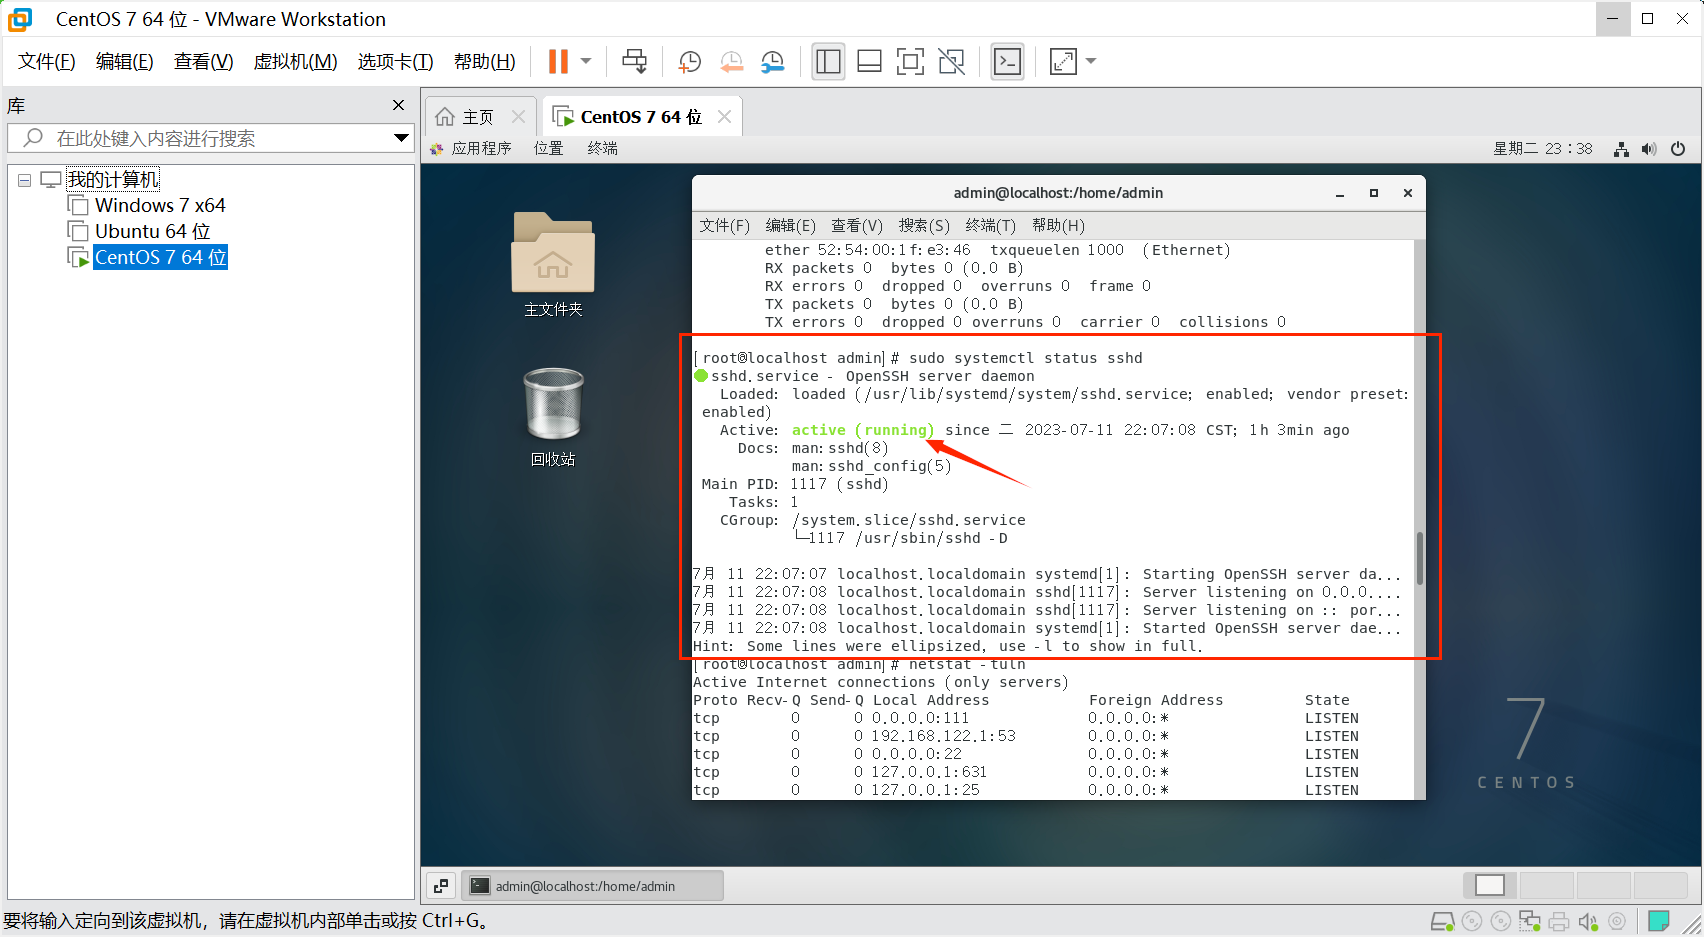 CentOS 7 64 位 - VMware Workstation
文件(F) 编辑(E) 查看(V) 虚拟机(M) 选项卡(T) 帮助(H)
库
在此处键入内容进行搜索
我的计算机
Windows 7 x64
Ubuntu 64 位
CentOS 7 64 位
主页 CentOS 7 64 位
应用程序 位置 终端 星期二 23：38
主文件夹
回收站
admin@localhost:/home/admin
文件(F) 编辑(E) 查看(V) 搜索(S) 终端(T) 帮助(H)
ether 52:54:00:1f:e3:46 txqueuelen 1000 (Ethernet)
RX packets 0 bytes 0 (0.0 B)
RX errors 0 dropped 0 overruns 0 frame 0
TX packets 0 bytes 0 (0.0 B)
TX errors 0 dropped 0 overruns 0 carrier 0 collisions 0
[root@localhost admin]# sudo systemctl status sshd
● sshd.service - OpenSSH server daemon
Loaded: loaded (/usr/lib/systemd/system/sshd.service; enabled; vendor preset:
enabled)
Active: active (running) since 二 2023-07-11 22:07:08 CST; 1h 3min ago
Docs: man:sshd(8)
man:sshd_config(5)
Main PID: 1117 (sshd)
Tasks: 1
CGroup: /system.slice/sshd.service
└─1117 /usr/sbin/sshd -D
7月 11 22:07:07 localhost.localdomain systemd[1]: Starting OpenSSH server da...
7月 11 22:07:08 localhost.localdomain sshd[1117]: Server listening on 0.0.0....
7月 11 22:07:08 localhost.localdomain sshd[1117]: Server listening on :: por...
7月 11 22:07:08 localhost.localdomain systemd[1]: Started OpenSSH server dae...
Hint: Some lines were ellipsized, use -l to show in full.
[root@localhost admin]# netstat -tuln
Active Internet connections (only servers)
Proto Recv-Q Send-Q Local Address Foreign Address State
tcp 0 0 0.0.0.0:111 0.0.0.0:* LISTEN
tcp 0 0 192.168.122.1:53 0.0.0.0:* LISTEN
tcp 0 0 0.0.0.0:22 0.0.0.0:* LISTEN
tcp 0 0 127.0.0.1:631 0.0.0.0:* LISTEN
tcp 0 0 127.0.0.1:25 0.0.0.0:* LISTEN
7
CENTOS
admin@localhost:/home/admin
要将输入定向到该虚拟机，请在虚拟机内部单击或按 Ctrl+G。